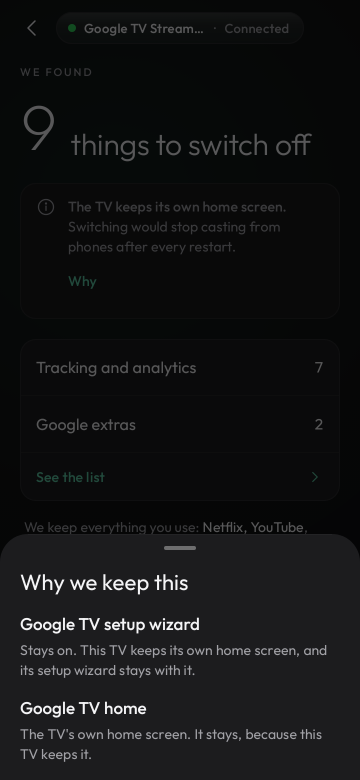 Google TV Stream... · Connected
WE FOUND
9 things to switch off
The TV keeps its own home screen.
Switching would stop casting from
phones after every restart.
Why
Tracking and analytics 7
Google extras 2
See the list
We keep everything you use: Netflix, YouTube,
Why we keep this
Google TV setup wizard
Stays on. This TV keeps its own home screen, and
its setup wizard stays with it.
Google TV home
The TV's own home screen. It stays, because this
TV keeps it.